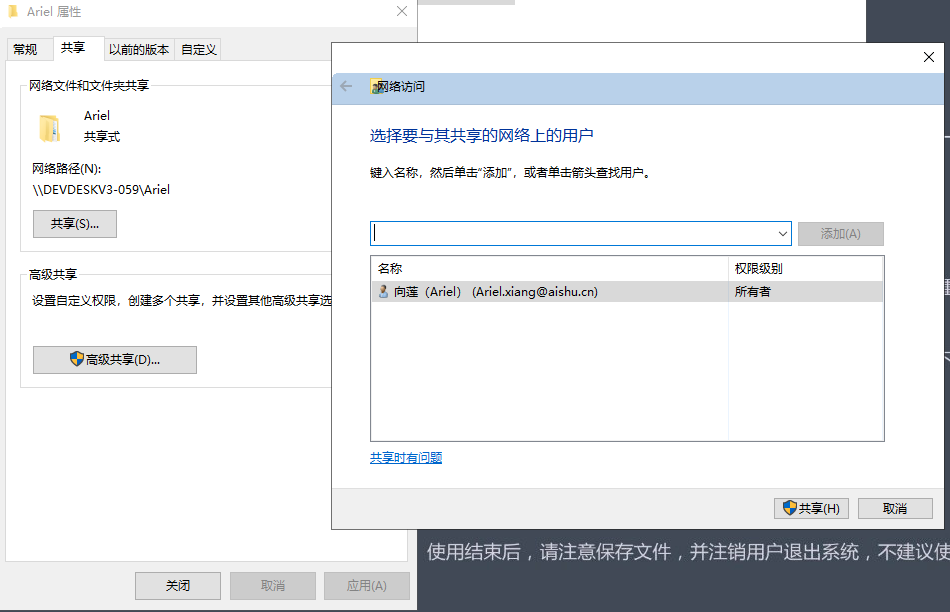 Ariel 属性
常规
共享
以前的版本
自定义
网络文件和文件夹共享
Ariel
共享式
网络路径(N):
\\DEVDESKV3-059\Ariel
共享(S)...
高级共享
设置自定义权限，创建多个共享，并设置其他高级共享选
高级共享(D)...
关闭
取消
应用(A)
网络访问
选择要与其共享的网络上的用户
键入名称，然后单击“添加”，或者单击箭头查找用户。
添加(A)
名称
权限级别
向莲（Ariel） (Ariel.xiang@aishu.cn)
所有者
共享时有问题
共享(H)
取消
使用结束后，请注意保存文件，并注销用户退出系统，不建议使